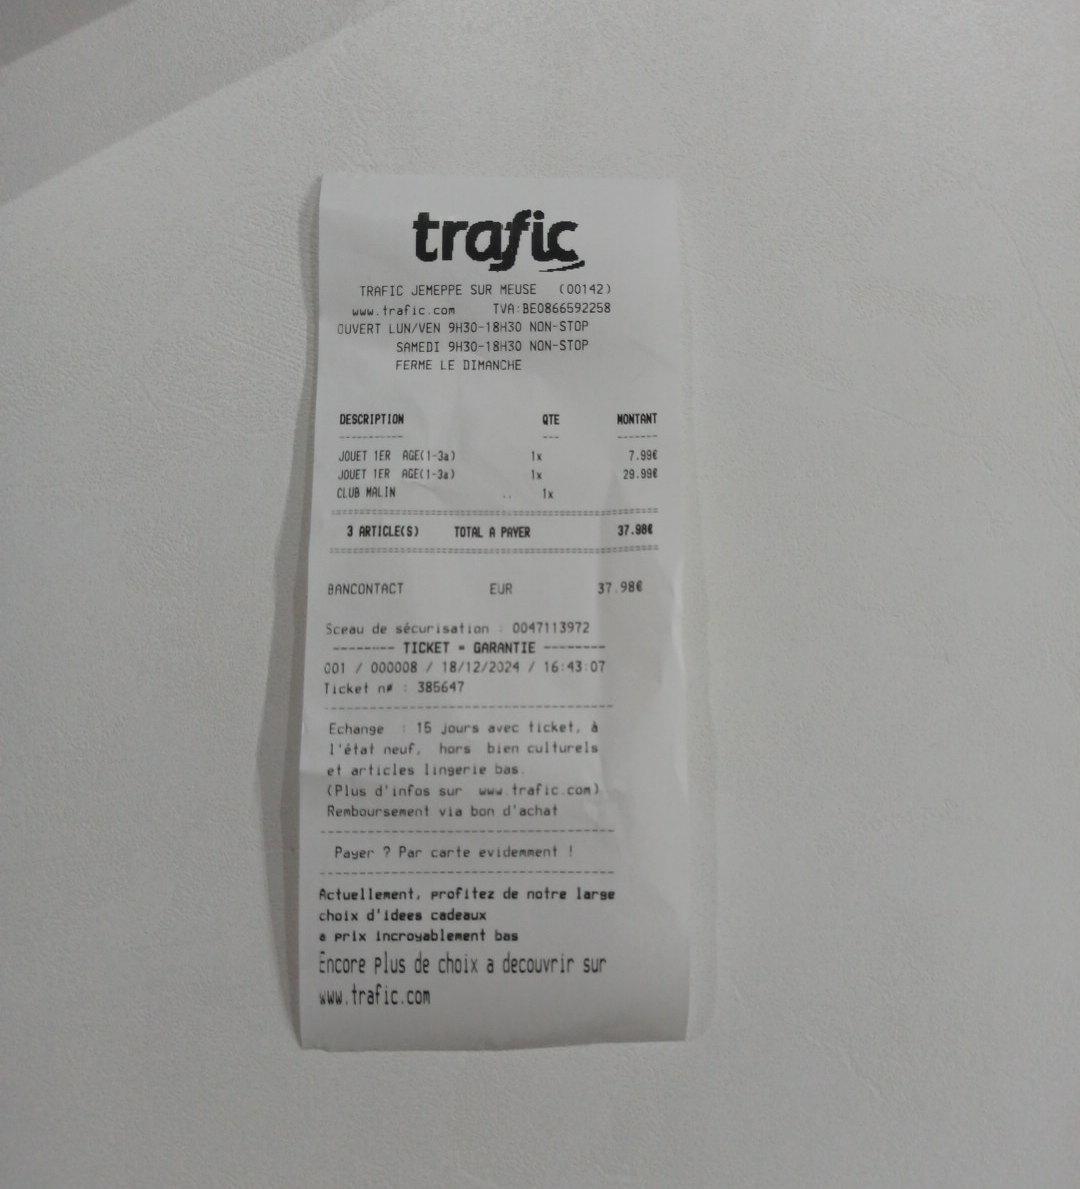 trafic
TRAFIC JEMEPPE SUR MEUSE (00142)
www.trafic.com TVA:BE0866592258
OUVERT LUN/VEN 9H30-18H30 NON-STOP
SAMEDI 9H30-18H30 NON-STOP
FERME LE DIMANCHE
DESCRIPTION QTE MONTANT
----------- --- -------
JOUET 1ER AGE(1-3a) 1x 7.99€
JOUET 1ER AGE(1-3a) 1x 29.99€
CLUB MALIN .. 1x
3 ARTICLE(S) TOTAL A PAYER 37.98€
BANCONTACT EUR 37.98€
Sceau de sécurisation : 0047113972
-------- TICKET = GARANTIE --------
001 / 000008 / 18/12/2024 / 16:43:07
Ticket n# : 385647
Echange : 15 jours avec ticket, à
l'état neuf, hors bien culturels
et articles lingerie bas.
(Plus d'infos sur www.trafic.com)
Remboursement via bon d'achat
Payer ? Par carte evidemment !
Actuellement, profitez de notre large
choix d'idees cadeaux
a prix incroyablement bas
Encore plus de choix a decouvrir sur
www.trafic.com